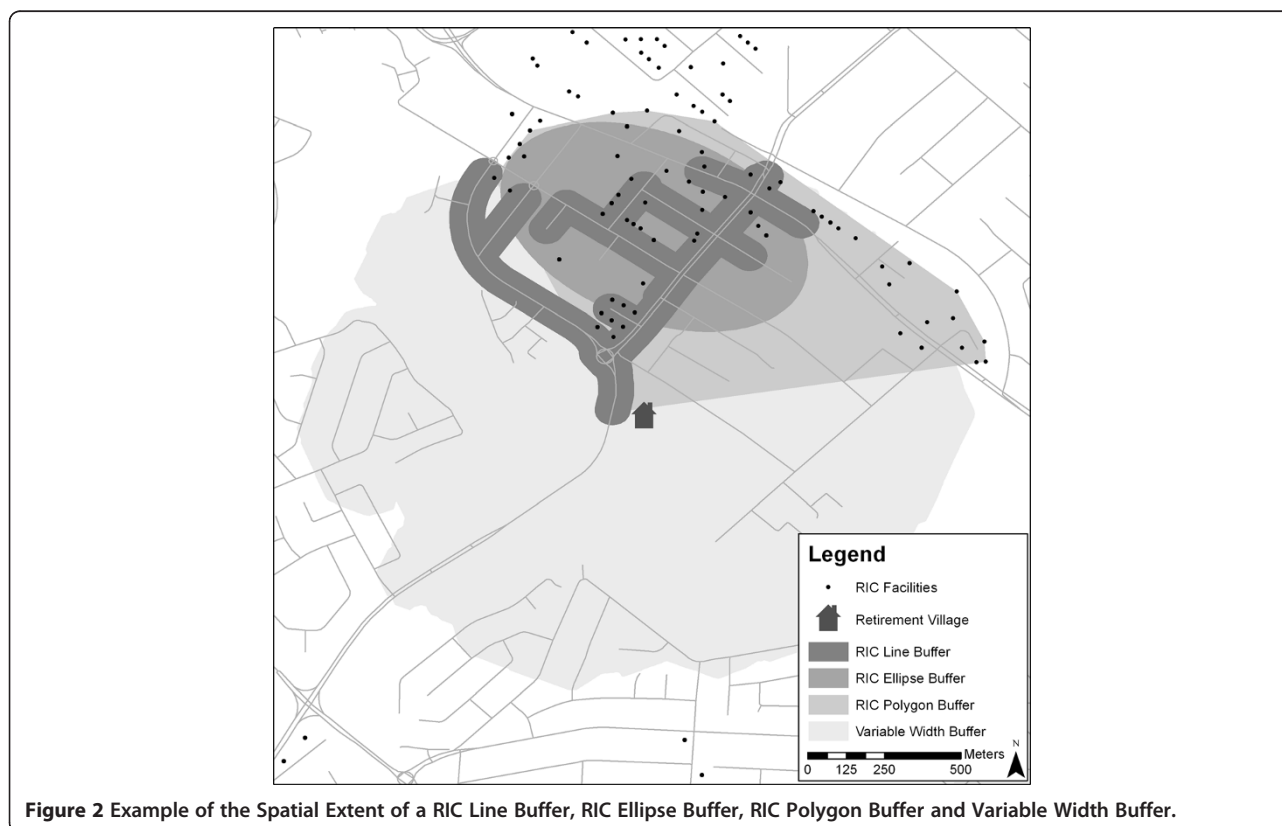 Legend
RIC Facilities
Retirement Village
RIC Line Buffer
RIC Ellipse Buffer
RIC Polygon Buffer
Variable Width Buffer
Meters
N
0 125 250 500
Figure 2 Example of the Spatial Extent of a RIC Line Buffer, RIC Ellipse Buffer, RIC Polygon Buffer and Variable Width Buffer.